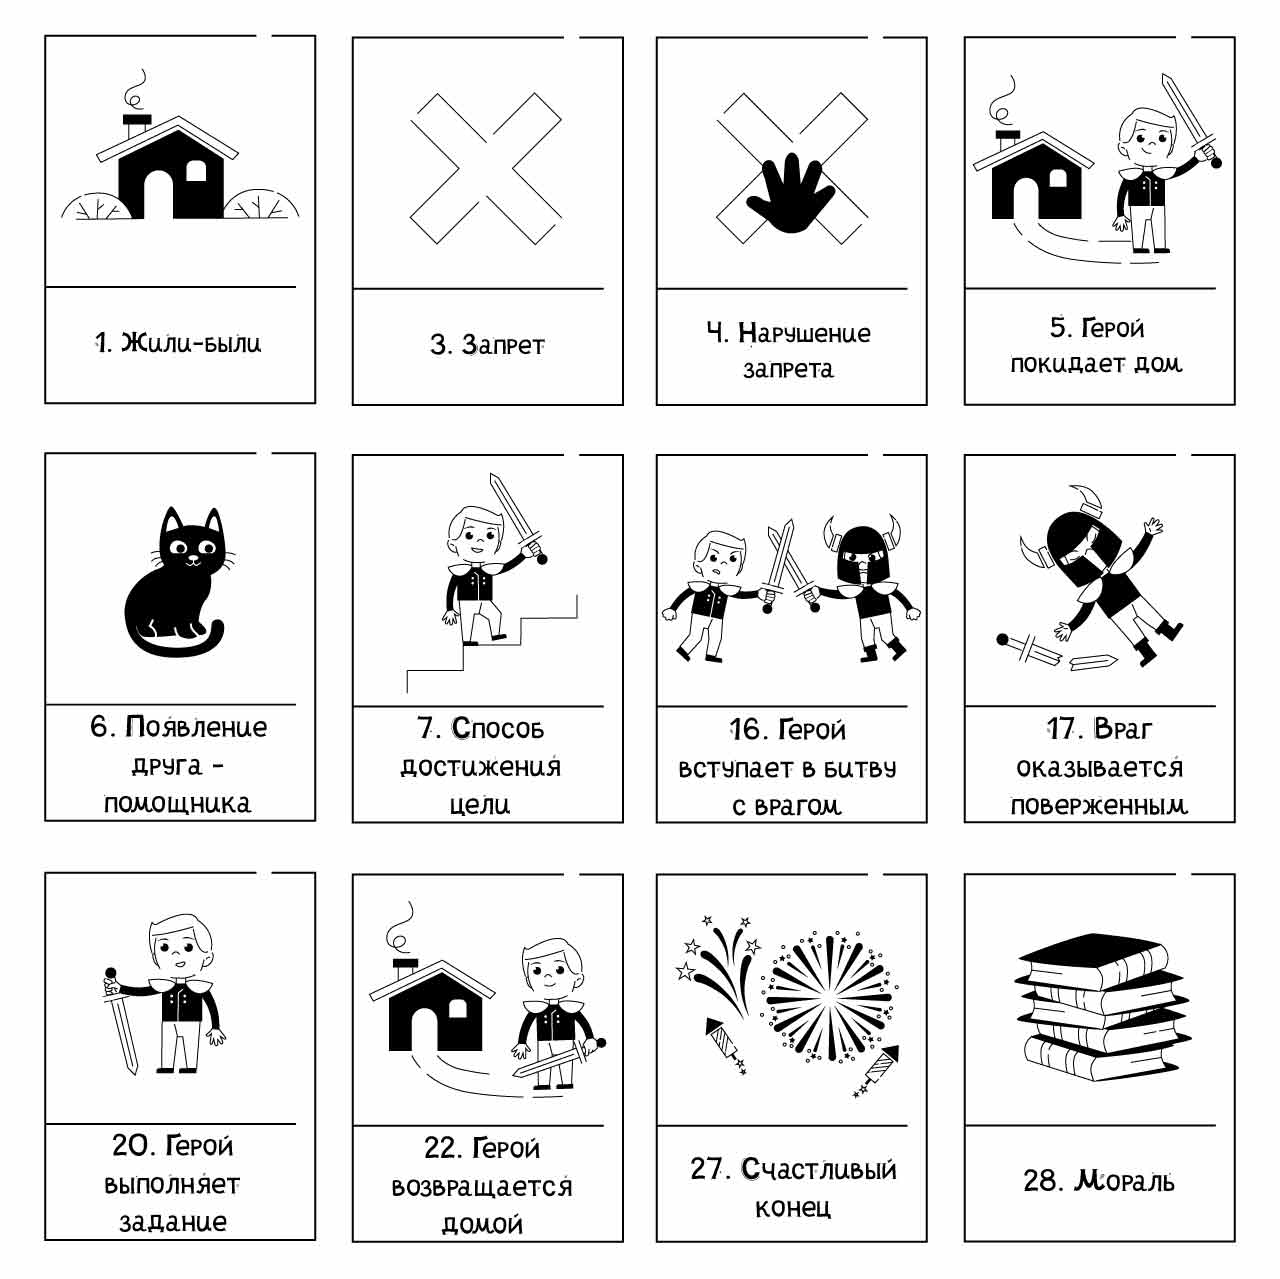 1. Жили-были
3. Запрет
4. Нарушение
запрета
5. Герой
покидает дом
6. Появление
друга -
помощника
7. Способ
достижения
цели
16. Герой
вступает в битву
с врагом
17. Враг
оказывается
поверженным
20. Герой
выполняет
задание
22. Герой
возвращается
домой
27. Счастливый
конец
28. Мораль